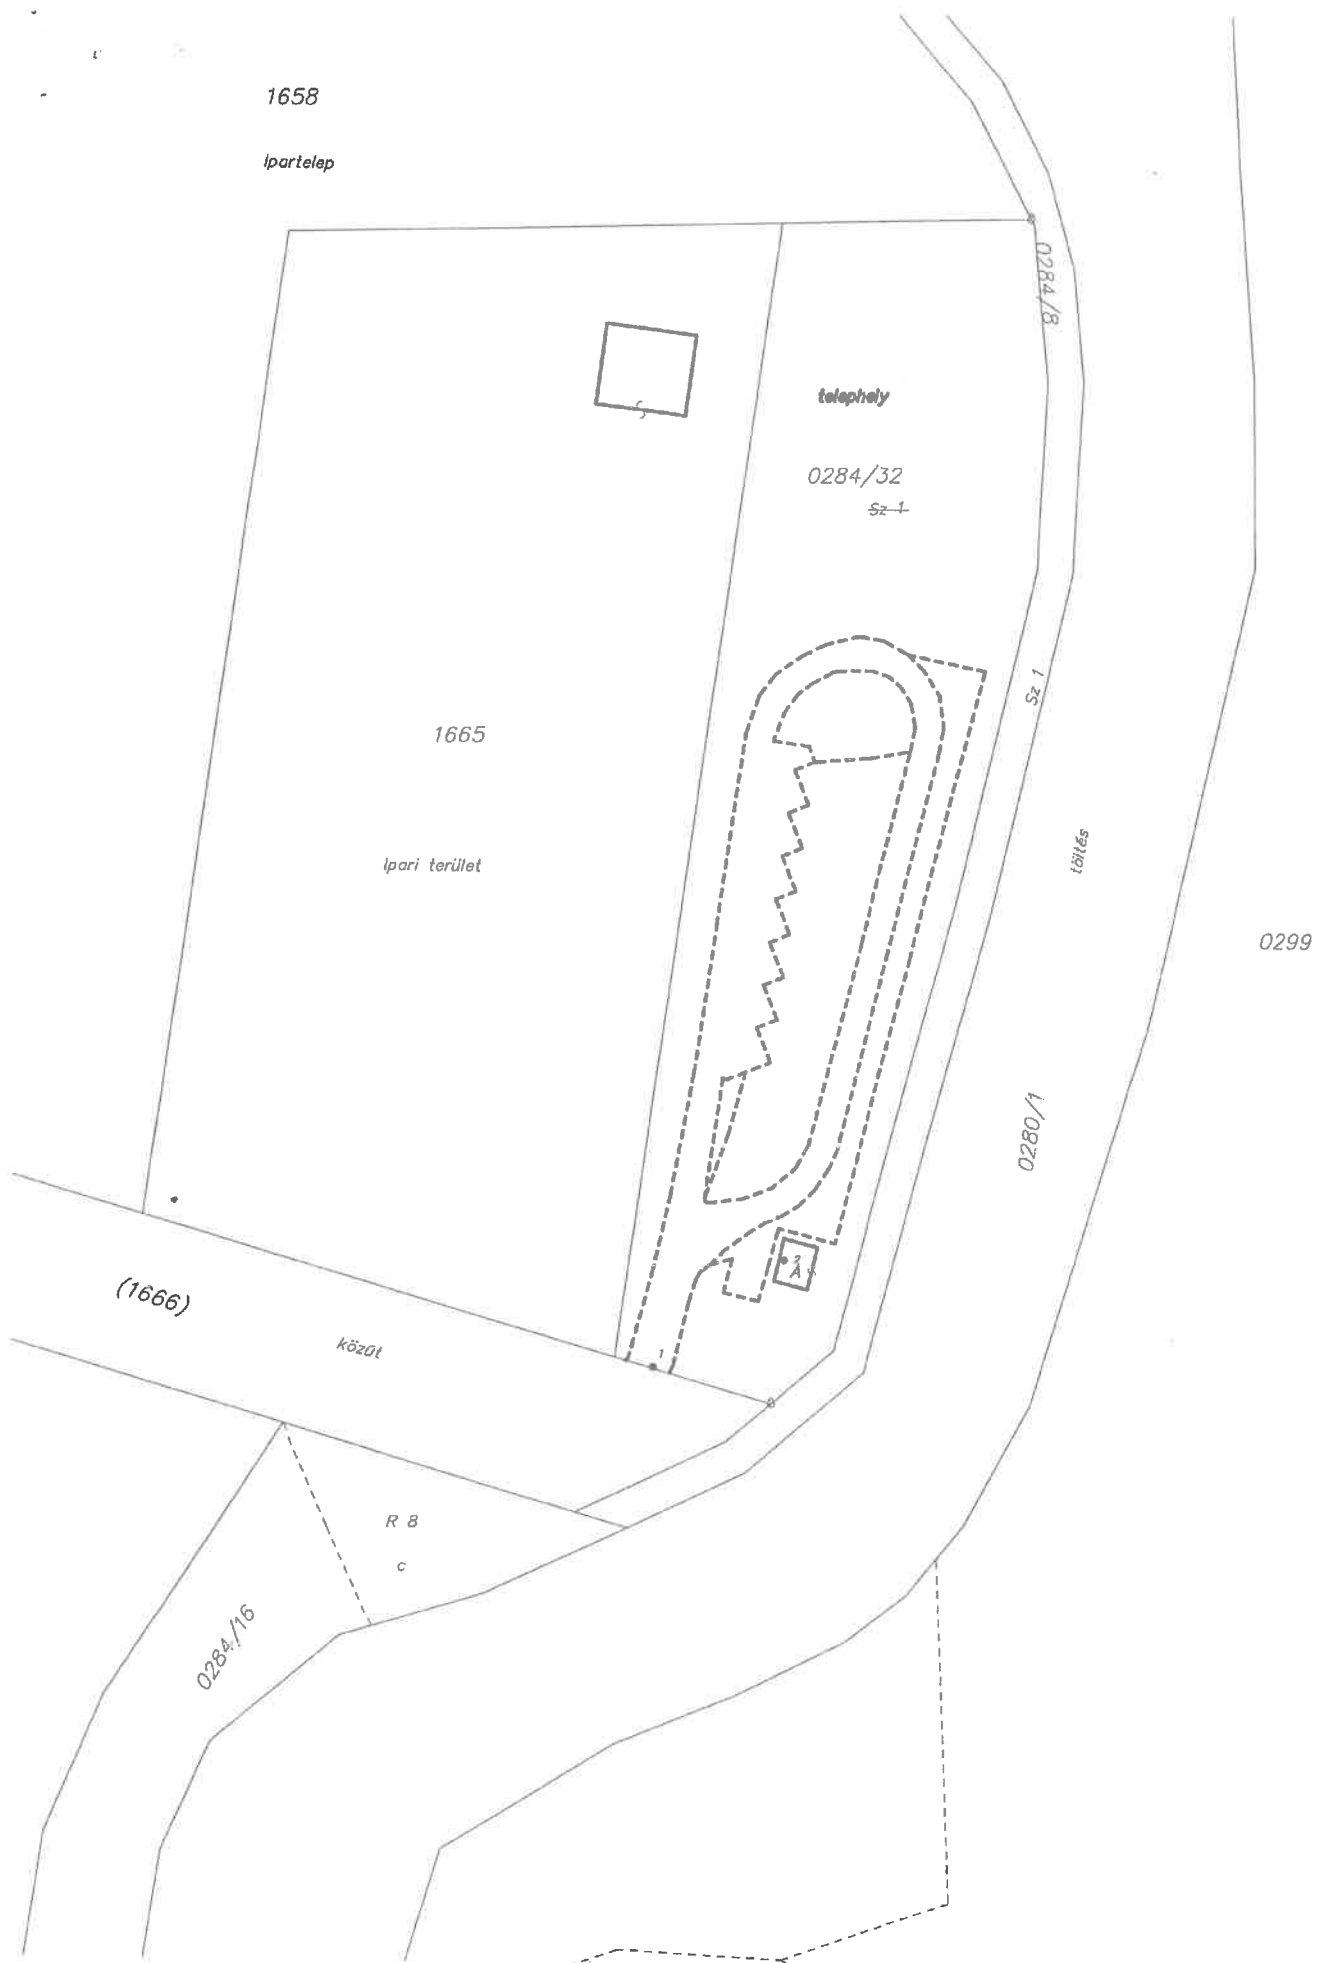 1658
Ipartelep
0284/8
telephely
0284/32
Sz 1
Sz 1
1665
töltés
Ipari terület
0299
0280/1
2
A
(1666)
közút
1
R 8
c
0284/16